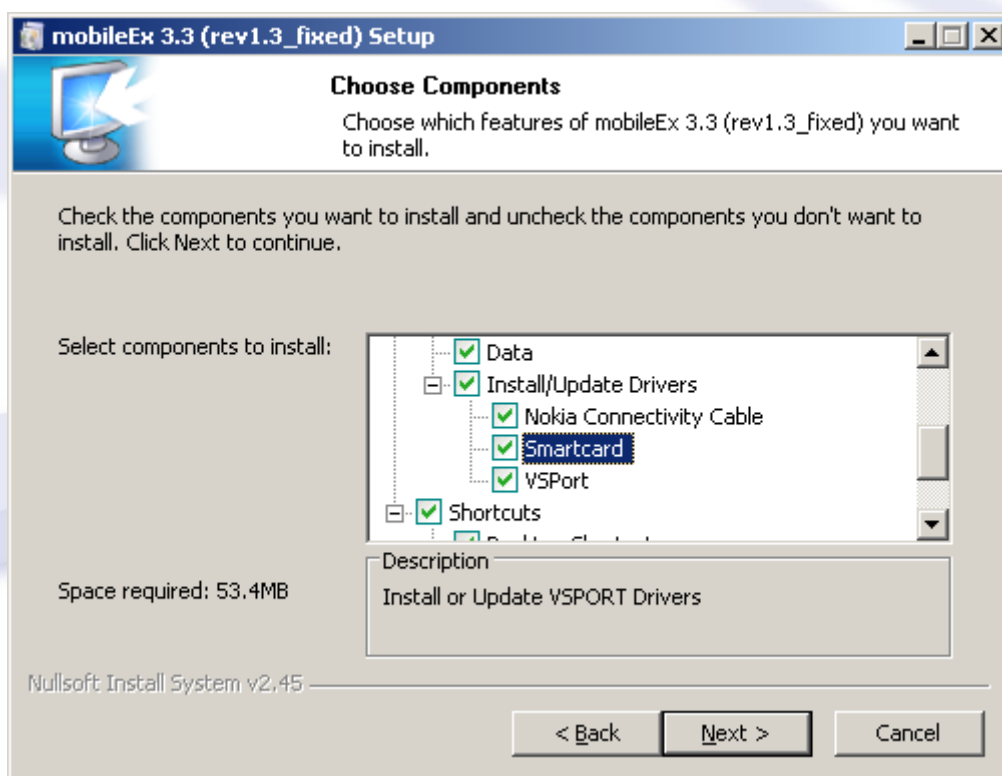 mobileEx 3.3 (rev1.3_fixed) Setup
Choose Components
Choose which features of mobileEx 3.3 (rev1.3_fixed) you want
to install.
Check the components you want to install and uncheck the components you don't want to
install. Click Next to continue.
Select components to install:
Data
Install/Update Drivers
Nokia Connectivity Cable
Smartcard
VSPort
Shortcuts
Space required: 53.4MB
Description
Install or Update VSPORT Drivers
Nullsoft Install System v2.45
< Back
Next >
Cancel